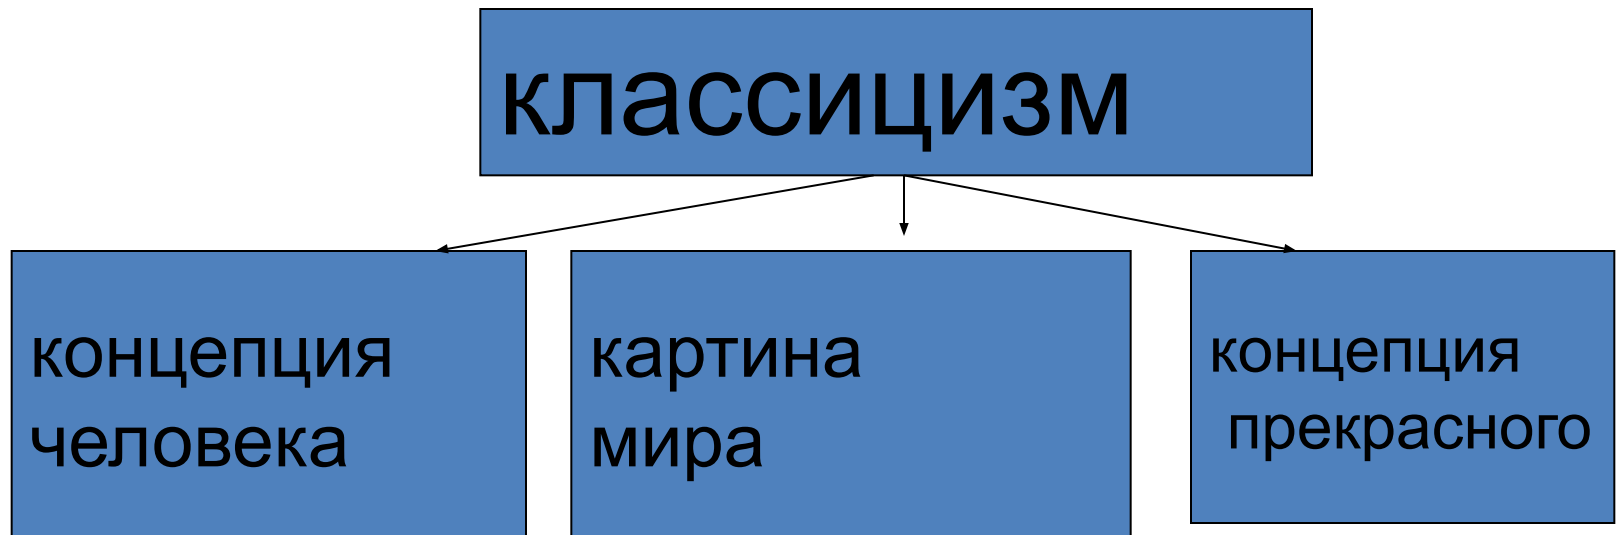 классицизм
концепция
человека
картина
мира
концепция
прекрасного